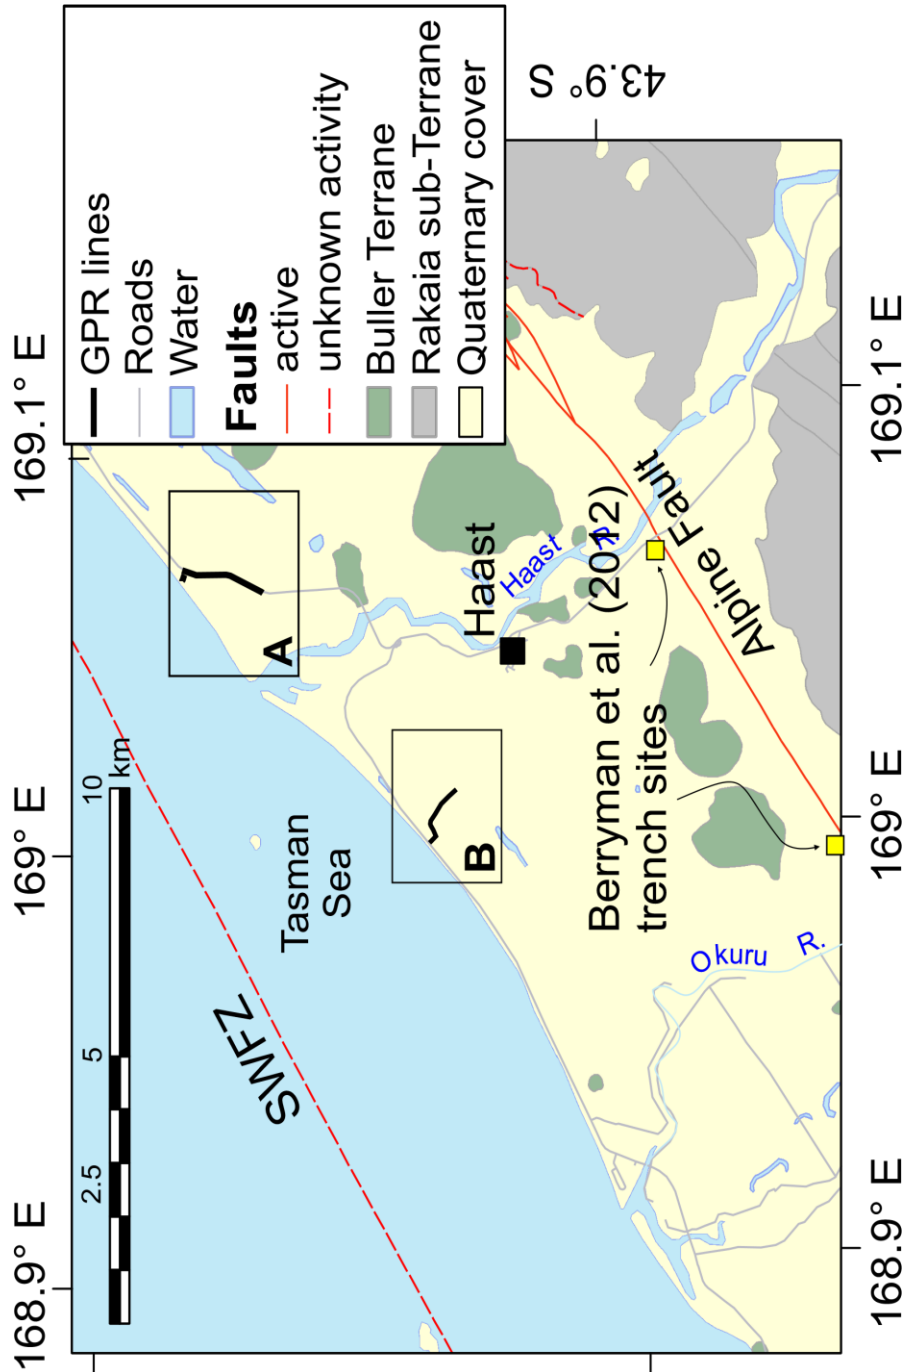 168.9° E
169° E
169.1° E
2.5
5
10
km
SWFZ
Tasman
Sea
A
B
Haast
Haast
R.
Berryman et al. (2012)
trench sites
Alpine Fault
Okuru
R.
GPR lines
Roads
Water
Faults
active
unknown activity
Buller Terrane
Rakaia sub-Terrane
Quaternary cover
43.9° S
168.9° E
169° E
169.1° E